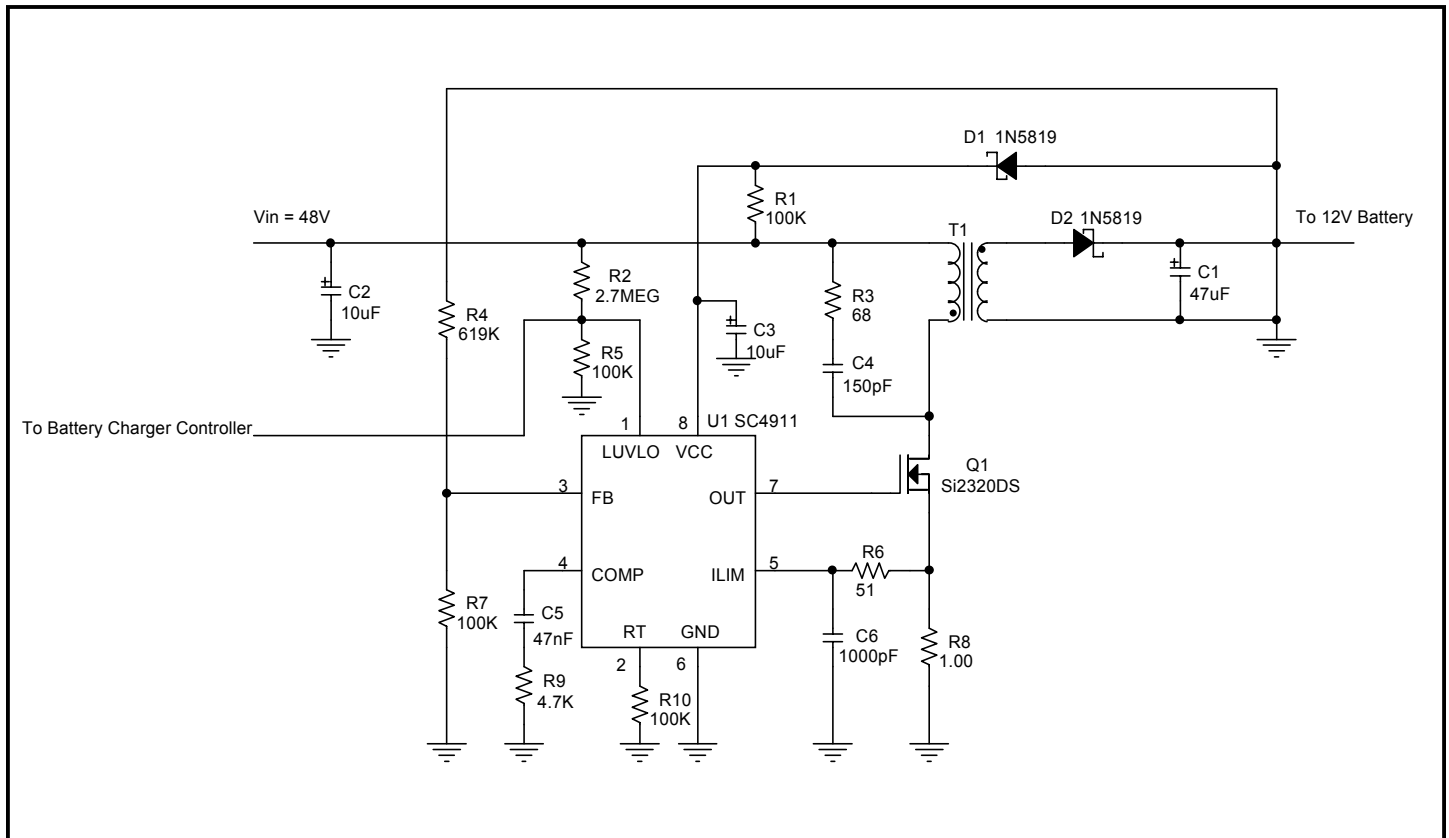 D1 1N5819
R1
100K
Vin = 48V
D2 1N5819
To 12V Battery
T1
C2
10uF
R2
2.7MEG
R3
68
C1
47uF
R4
619K
C3
10uF
R5
100K
C4
150pF
To Battery Charger Controller
1
8
U1 SC4911
LUVLO
VCC
Q1
Si2320DS
3
FB
OUT
7
4
COMP
ILIM
5
R6
51
R7
100K
C5
47nF
RT
GND
C6
1000pF
R8
1.00
2
6
R9
4.7K
R10
100K
+
+
+